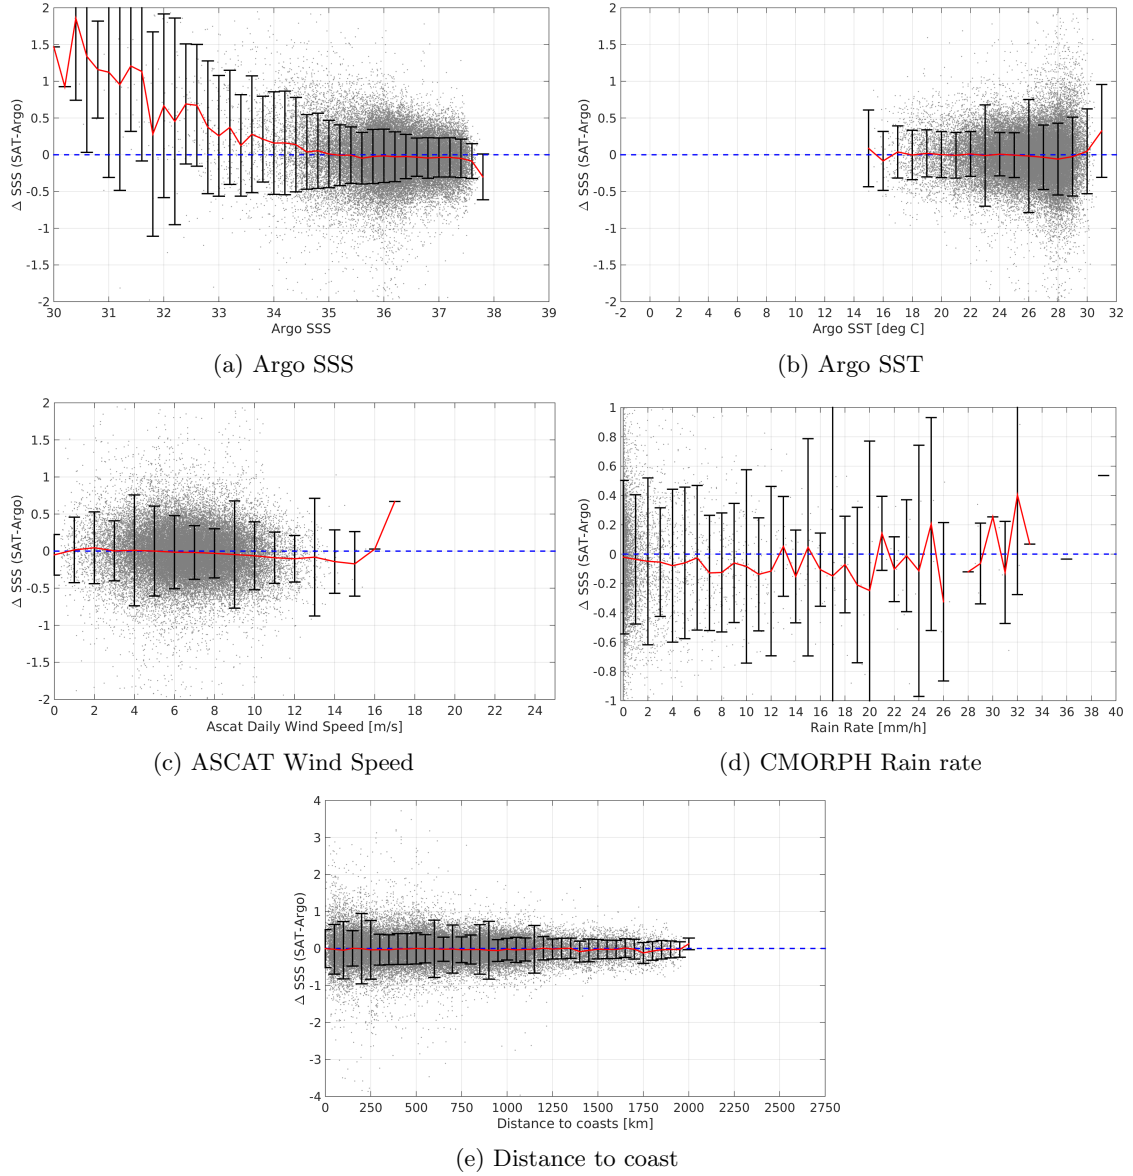 2
1.5
1
0.5
0
-0.5
-1
-1.5
-2
Δ SSS (SAT-Argo)
30 31 32 33 34 35 36 37 38 39
Argo SSS
(a) Argo SSS
2
1.5
1
0.5
0
-0.5
-1
-1.5
-2
Δ SSS (SAT-Argo)
-2 0 2 4 6 8 10 12 14 16 18 20 22 24 26 28 30 32
Argo SST [deg C]
(b) Argo SST
2
1.5
1
0.5
0
-0.5
-1
-1.5
-2
Δ SSS (SAT-Argo)
0 2 4 6 8 10 12 14 16 18 20 22 24
Ascat Daily Wind Speed [m/s]
(c) ASCAT Wind Speed
1
0.8
0.6
0.4
0.2
0
-0.2
-0.4
-0.6
-0.8
-1
Δ SSS (SAT-Argo)
0 2 4 6 8 10 12 14 16 18 20 22 24 26 28 30 32 34 36 38 40
Rain Rate [mm/h]
(d) CMORPH Rain rate
4
3
2
1
0
-1
-2
-3
-4
Δ SSS (SAT-Argo)
0 250 500 750 1000 1250 1500 1750 2000 2250 2500 2750
Distance to coasts [km]
(e) Distance to coast